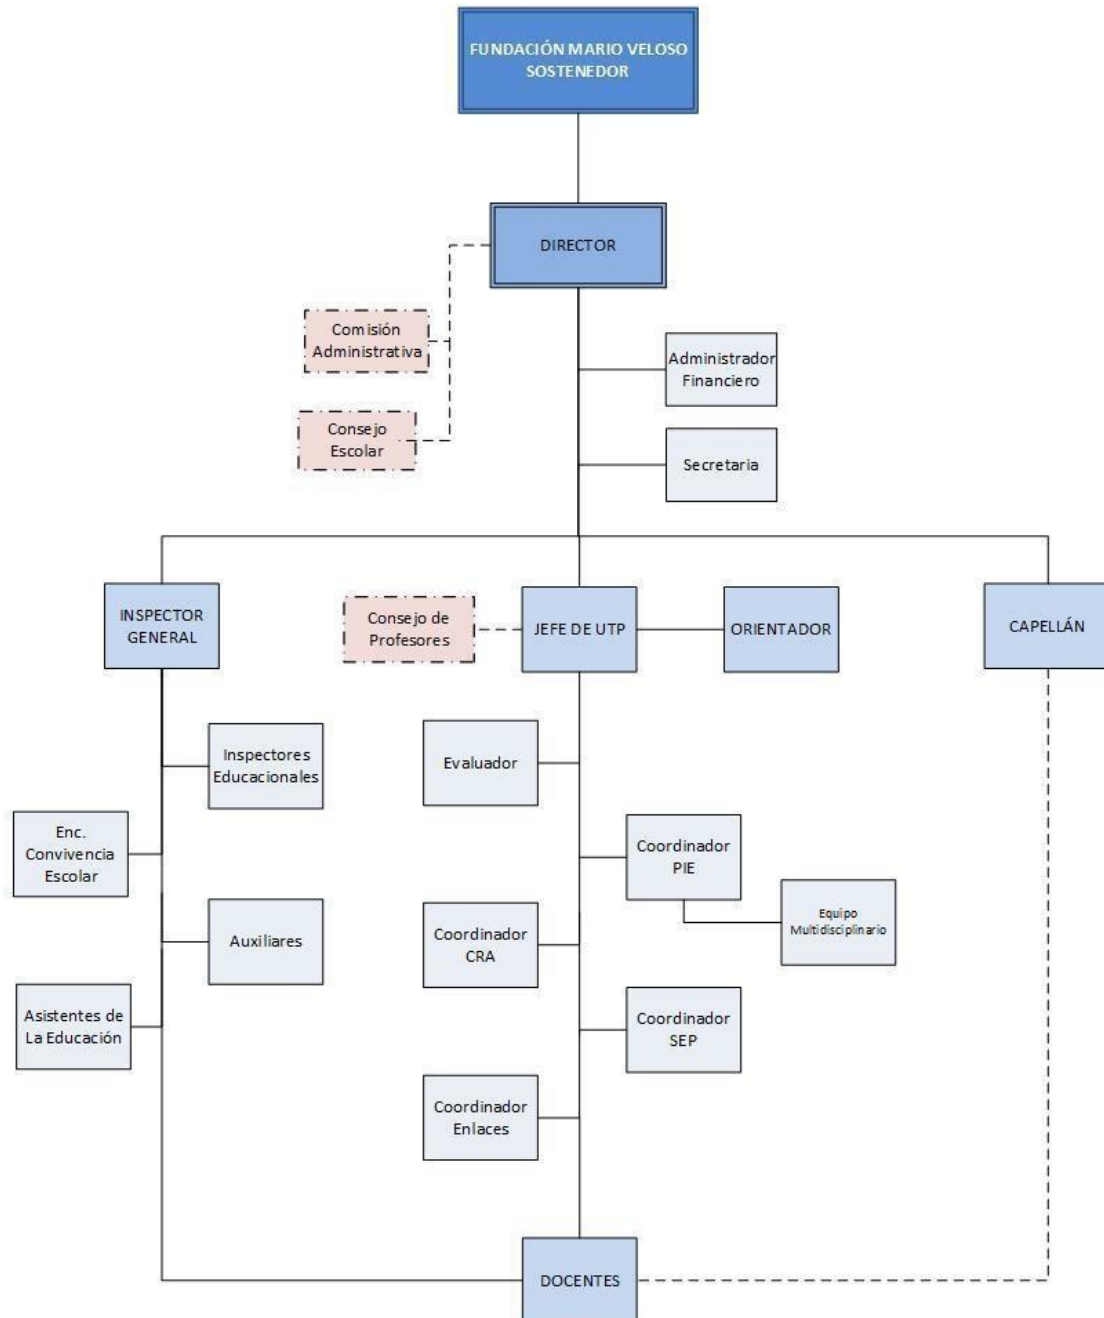 FUNDACIÓN MARIO VELOSO
SOSTENEDOR
DIRECTOR
Comisión
Administrativa
Administrador
Financiero
Consejo
Escolar
Secretaria
INSPECTOR
GENERAL
Consejo de
Profesores
JEFE DE UTP
ORIENTADOR
CAPELLÁN
Inspectores
Educacionales
Evaluador
Enc.
Convivencia
Escolar
Coordinador
PIE
Auxiliares
Coordinador
CRA
Equipo
Multidisciplinario
Asistentes de
La Educación
Coordinador
SEP
Coordinador
Enlaces
DOCENTES